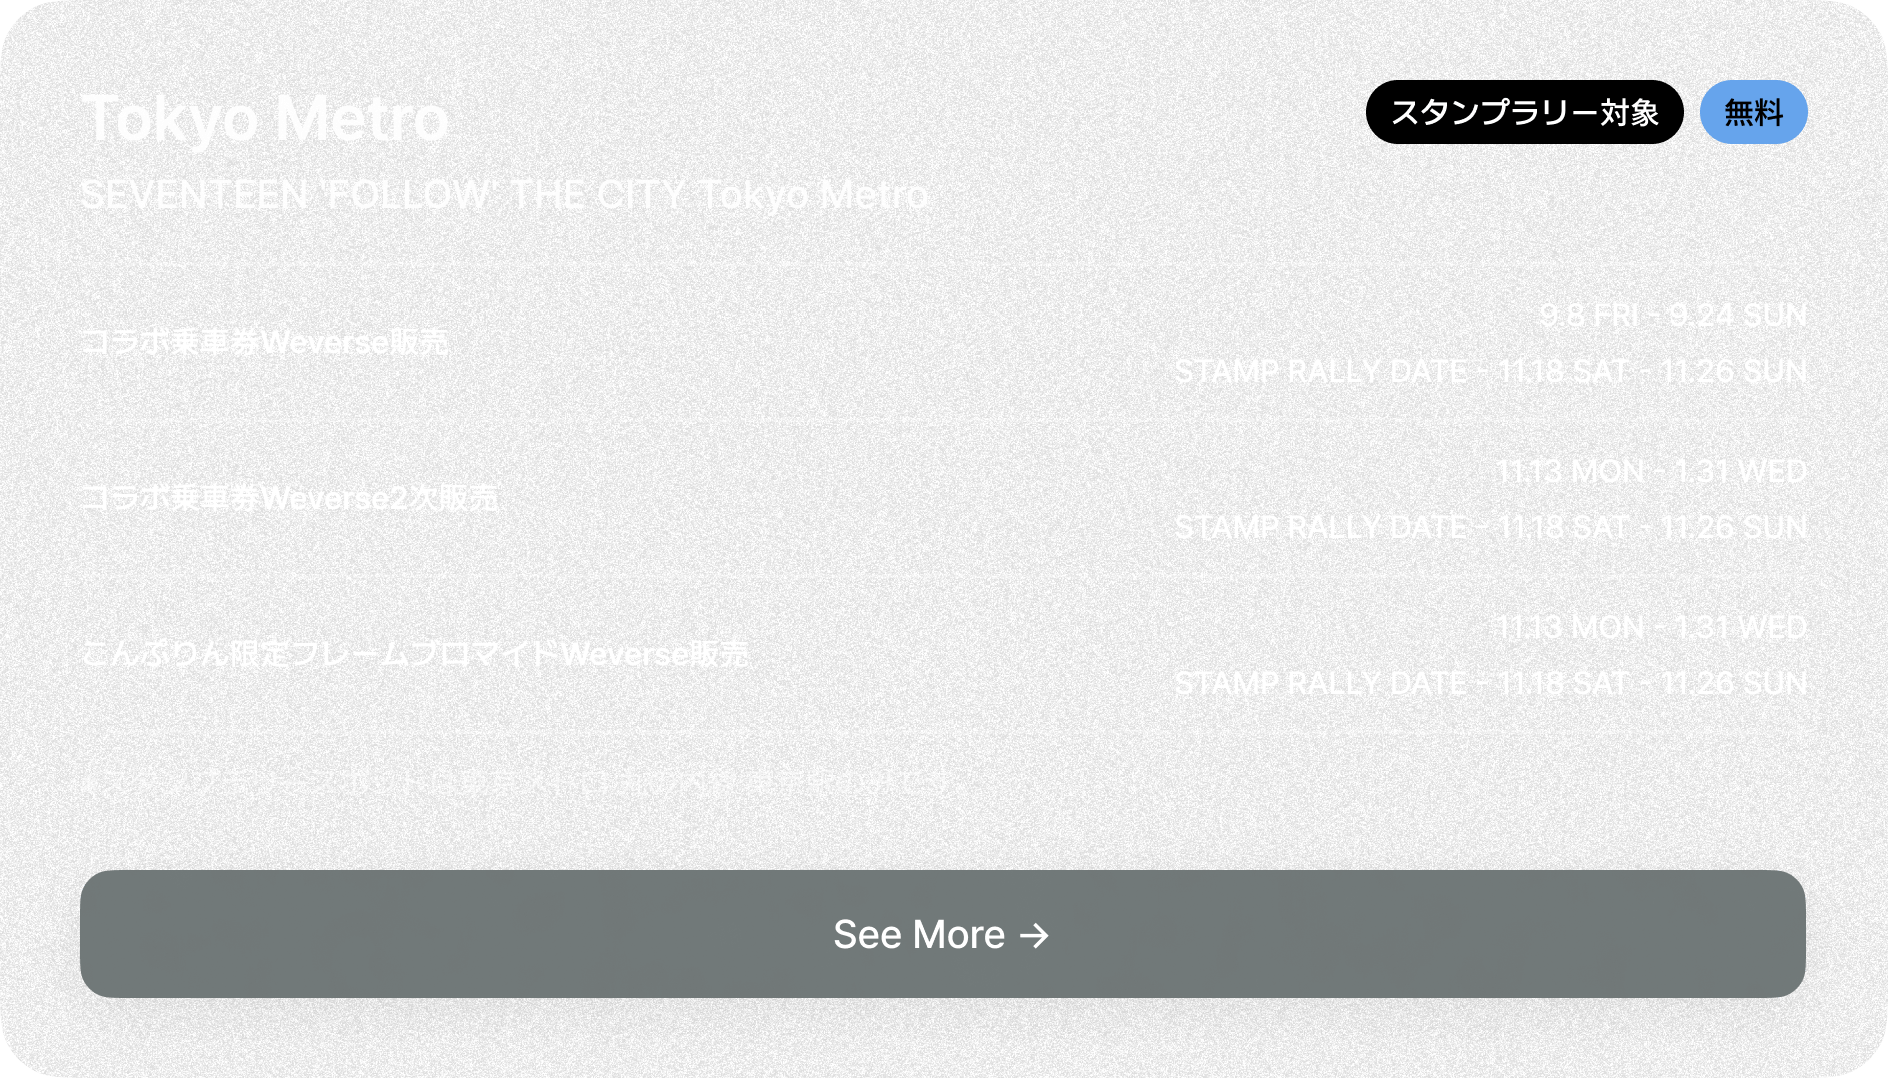 Tokyo Metro
スタンプラリー対象
無料
SEVENTEEN 'FOLLOW' THE CITY Tokyo Metro
コラボ乗車券Weverse販売
9.8 FRI - 9.24 SUN
STAMP RALLY DATE - 11.18 SAT - 11.26 SUN
コラボ乗車券Weverse2次販売
11.13 MON - 1.31 WED
STAMP RALLY DATE - 11.18 SAT - 11.26 SUN
こんぷりん限定フレームブロマイドWeverse販売
11.13 MON - 1.31 WED
STAMP RALLY DATE - 11.18 SAT - 11.26 SUN
See More →